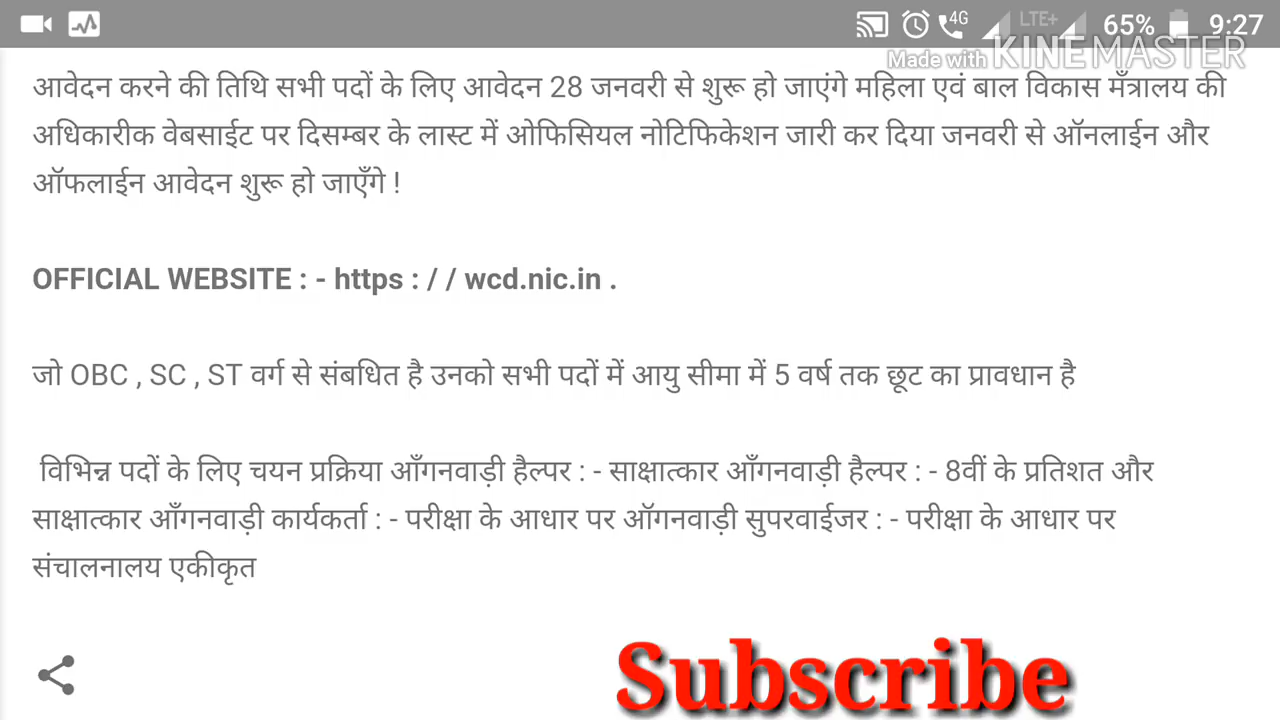 4G LTE+ 65% 9:27
Made with KINEMASTER
आवेदन करने की तिथि सभी पदों के लिए आवेदन 28 जनवरी से शुरू हो जाएंगे महिला एवं बाल विकास मँत्रालय की
अधिकारीक वेबसाईट पर दिसम्बर के लास्ट में ओफिसियल नोटिफिकेशन जारी कर दिया जनवरी से ऑनलाईन और
ऑफलाईन आवेदन शुरू हो जाएँगे !
OFFICIAL WEBSITE : - https : / / wcd.nic.in .
जो OBC , SC , ST वर्ग से संबधित है उनको सभी पदों में आयु सीमा में 5 वर्ष तक छूट का प्रावधान है
विभिन्न पदों के लिए चयन प्रक्रिया आँगनवाड़ी हैल्पर : - साक्षात्कार आँगनवाड़ी हैल्पर : - 8वीं के प्रतिशत और
साक्षात्कार आँगनवाड़ी कार्यकर्ता : - परीक्षा के आधार पर ऑगनवाड़ी सुपरवाईजर : - परीक्षा के आधार पर
संचालनालय एकीकृत
Subscribe